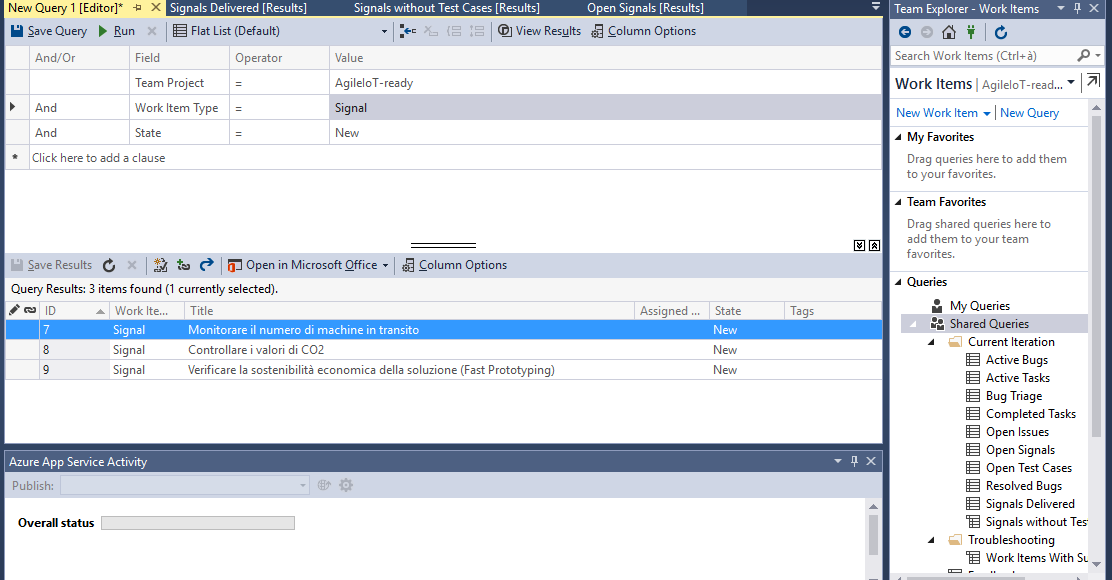 New Query 1 [Editor]* Signals Delivered [Results] Signals without Test Cases [Results] Open Signals [Results]
Save Query Run Flat List (Default) View Results Column Options
And/Or Field Operator Value
Team Project = AgileIoT-ready
And Work Item Type = Signal
And State = New
* Click here to add a clause
Save Results Open in Microsoft Office Column Options
Query Results: 3 items found (1 currently selected).
ID Work Ite... Title Assigned ... State Tags
7 Signal Monitorare il numero di machine in transito New
8 Signal Controllare i valori di CO2 New
9 Signal Verificare la sostenibilità economica della soluzione (Fast Prototyping) New
Azure App Service Activity
Publish:
Overall status
Team Explorer - Work Items
Search Work Items (Ctrl+à)
Work Items | AgileIoT-read...
New Work Item New Query
My Favorites
Drag queries here to add them
to your favorites.
Team Favorites
Drag shared queries here to
add them to your team
favorites.
Queries
My Queries
Shared Queries
Current Iteration
Active Bugs
Active Tasks
Bug Triage
Completed Tasks
Open Issues
Open Signals
Open Test Cases
Resolved Bugs
Signals Delivered
Signals without Tes
Troubleshooting
Work Items With Su